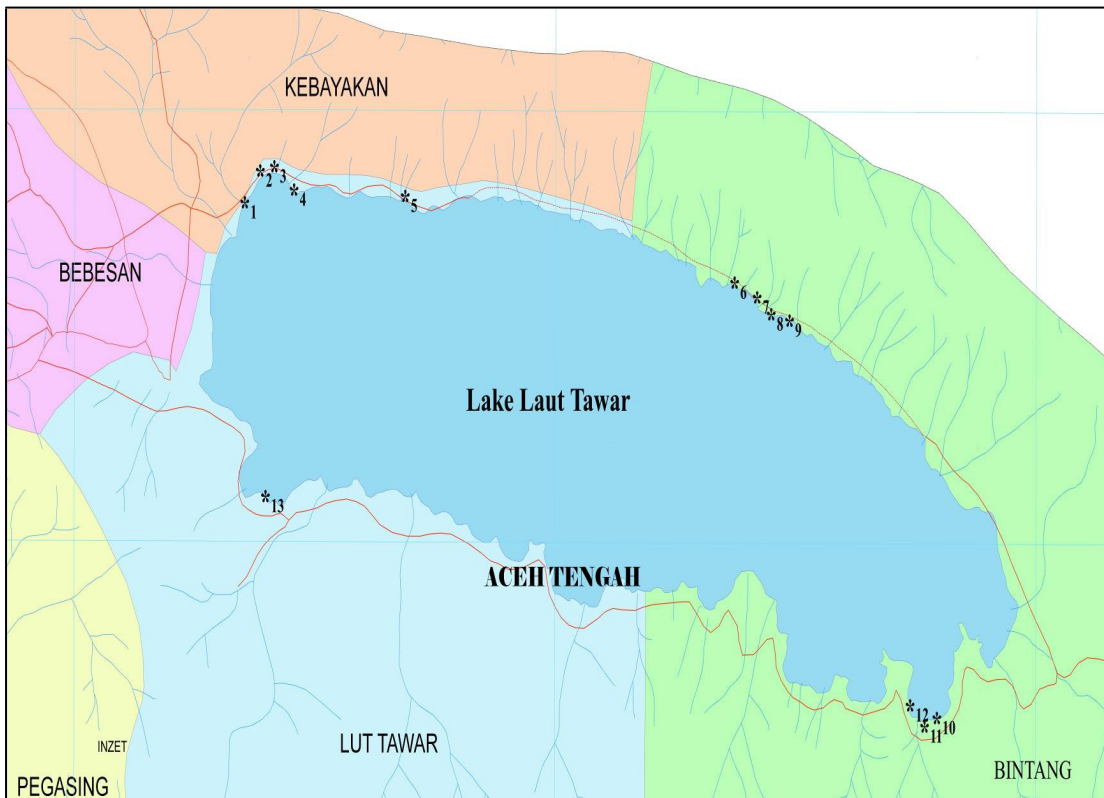 KEBAYAKAN
*2 *3
*4
*1
*5
BEBESAN
*6
*7
*8 *9
Lake Laut Tawar
*13
ACEH TENGAH
*12 *10
*11
INZET
LUT TAWAR
BINTANG
PEGASING